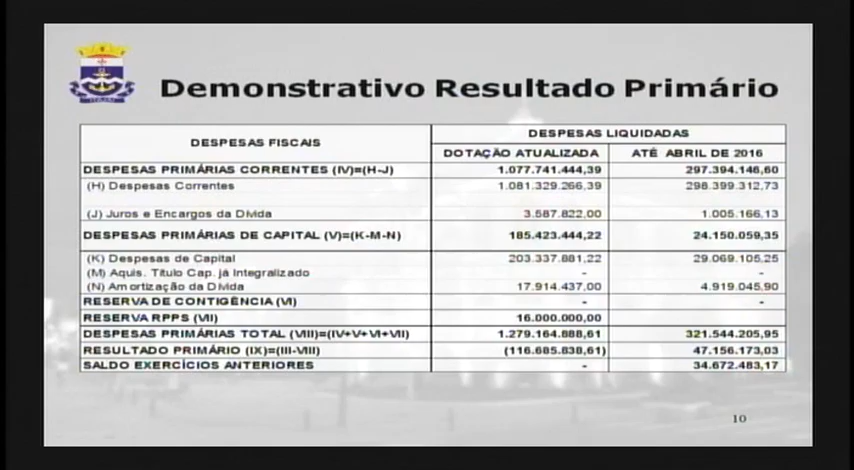 Demonstrativo Resultado Primário
DESPESAS FISCAIS DESPESAS LIQUIDADAS
DOTAÇÃO ATUALIZADA ATÉ ABRIL DE 2016
DESPESAS PRIMÁRIAS CORRENTES (IV)=(H-J) 1.077.741.444,39 297.394.146,60
(H) Despesas Correntes 1.081.329.266,39 298.399.312,73
(J) Juros e Encargos da Dívida 3.587.822,00 1.005.166,13
DESPESAS PRIMÁRIAS DE CAPITAL (V)=(K-M-N) 185.423.444,22 24.150.059,35
(K) Despesas de Capital 203.337.881,22 29.069.105,25
(M) Aquis. Título Cap. já Integralizado - -
(N) Amortização da Dívida 17.914.437,00 4.919.045,90
RESERVA DE CONTIGÊNCIA (VI) - -
RESERVA RPPS (VII) 16.000.000,00
DESPESAS PRIMÁRIAS TOTAL (VIII)=(IV+V+VI+VII) 1.279.164.888,61 321.544.205,95
RESULTADO PRIMÁRIO (IX)=(III-VIII) (116.685.838,61) 47.156.173,03
SALDO EXERCÍCIOS ANTERIORES - 34.672.483,17
10